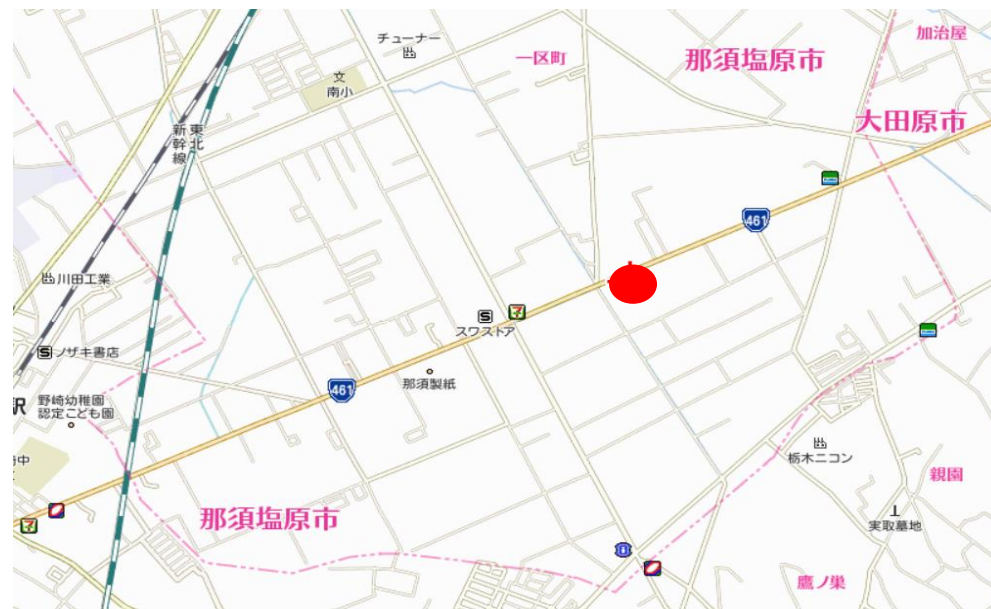 チューナー
一区町
那須塩原市
加治屋
大田原市
文
南小
東北
新幹線
461
川田工業
7
S
スワストア
S
ノザキ書店
461
那須製紙
野崎幼稚園
認定こども園
駅
中
栃木ニコン
親園
那須塩原市
7
実取墓地
鷹ノ巣